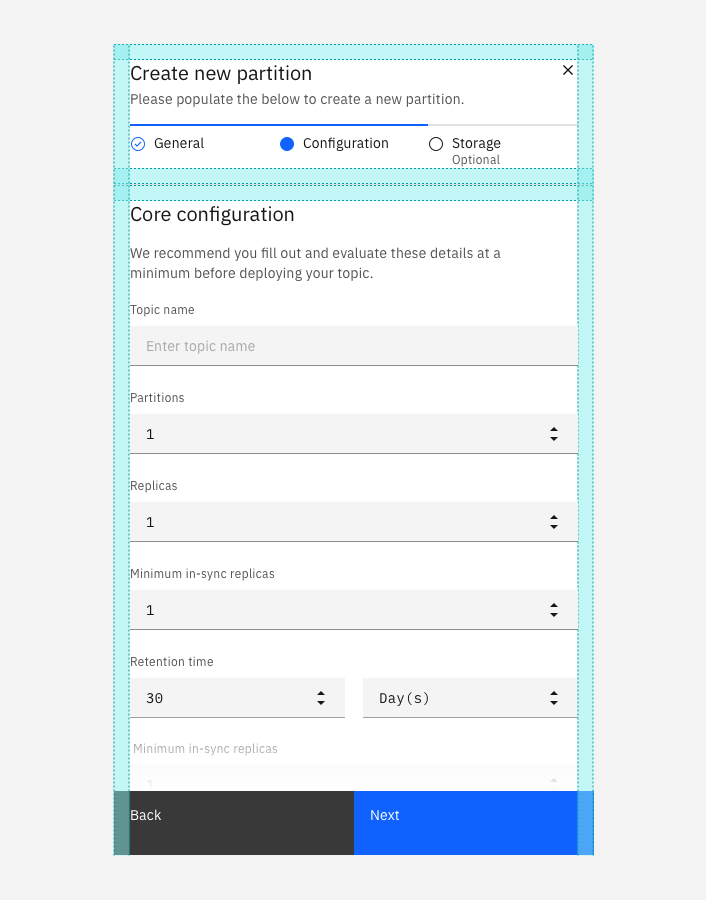 Create new partition
Please populate the below to create a new partition.
General
Configuration
Storage
Optional
Core configuration
We recommend you fill out and evaluate these details at a
minimum before deploying your topic.
Topic name
Enter topic name
Partitions
1
Replicas
1
Minimum in-sync replicas
1
Retention time
30
Day(s)
Minimum in-sync replicas
Back
Next